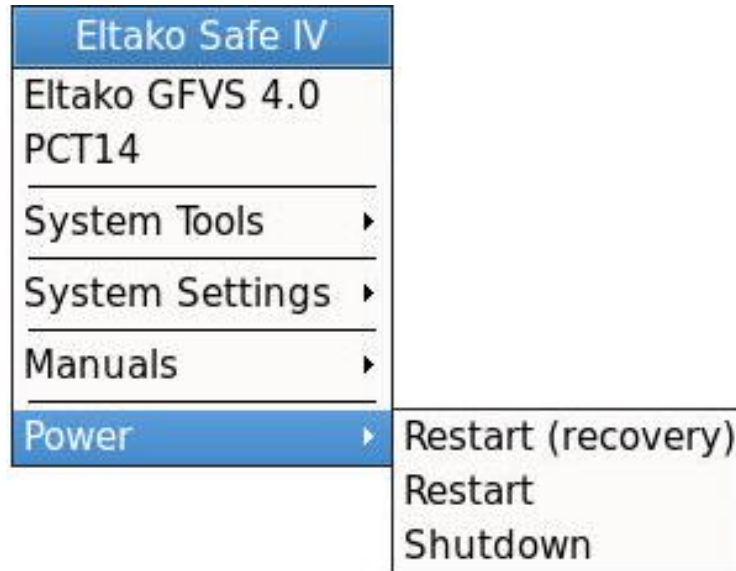 Eltako Safe IV
Eltako GFVS 4.0
PCT14
System Tools
System Settings
Manuals
Power
Restart (recovery)
Restart
Shutdown